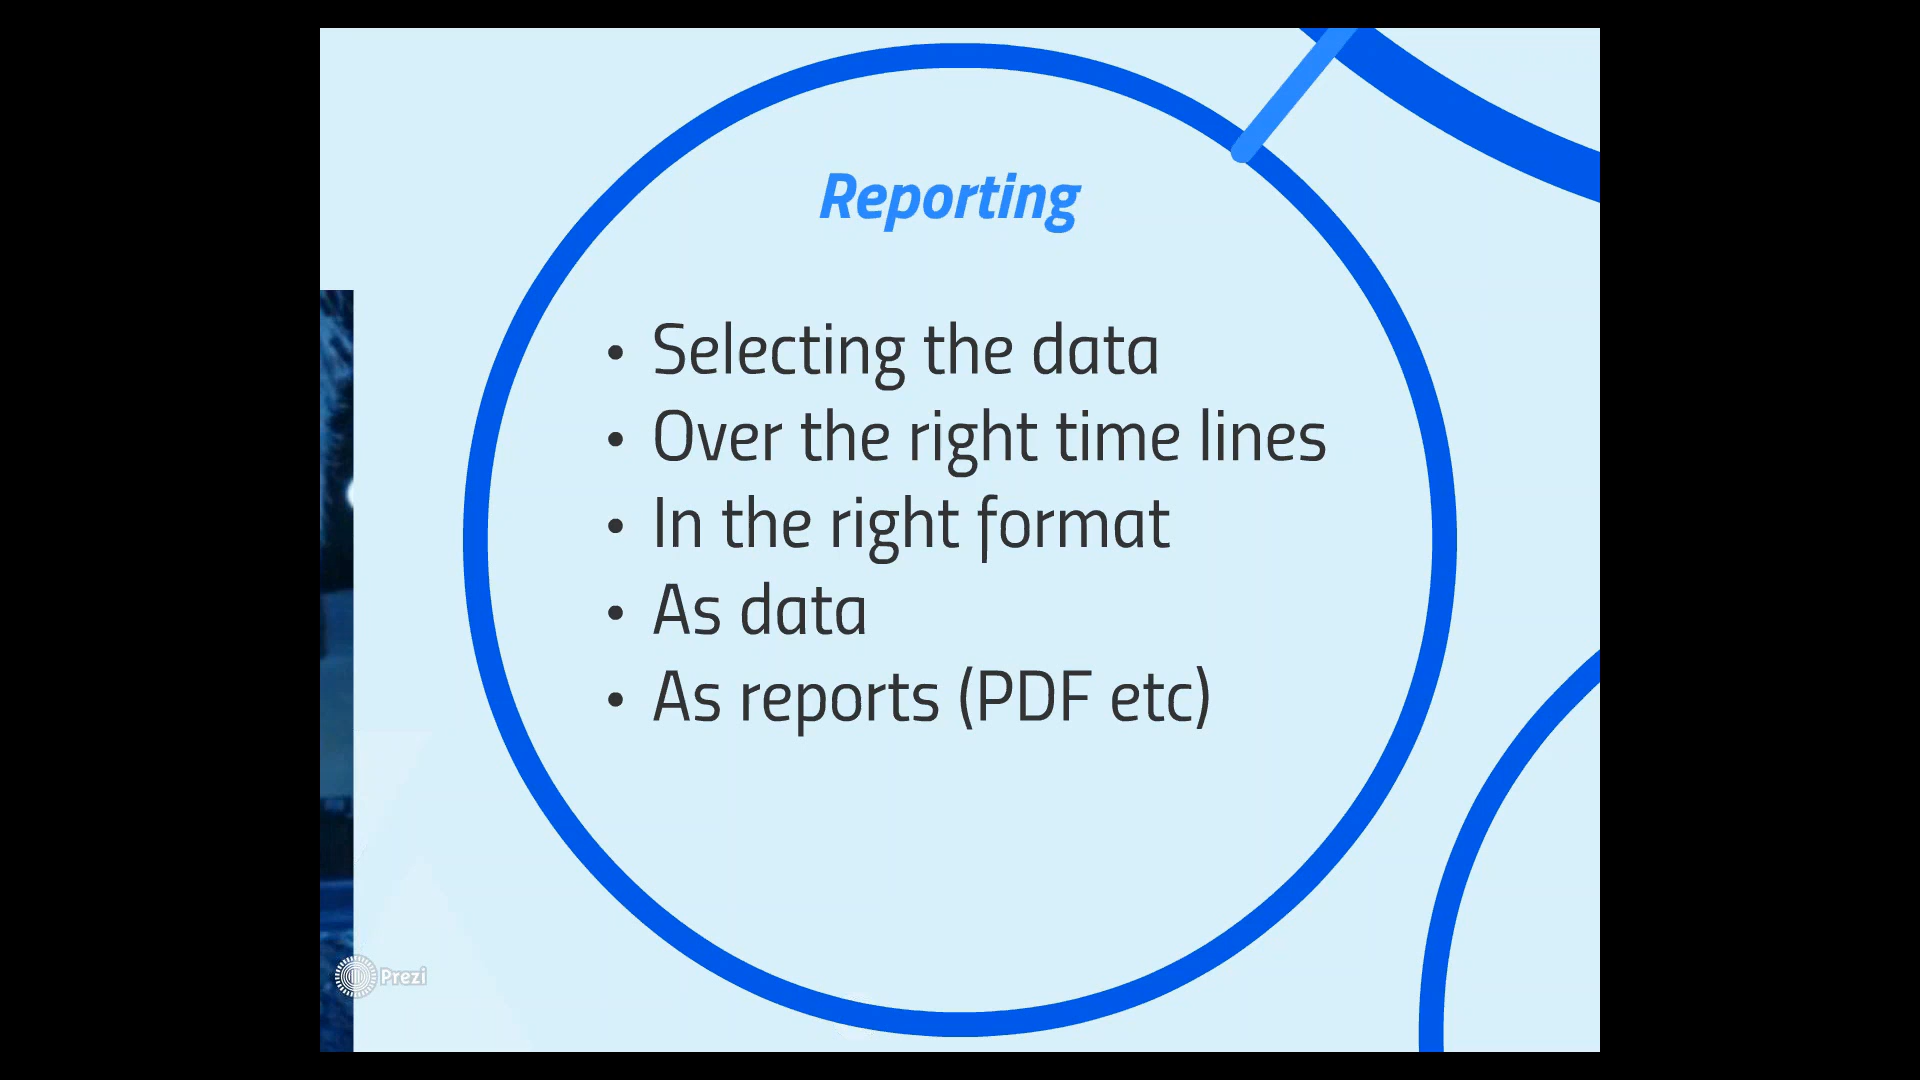 Reporting
• Selecting the data
• Over the right time lines
• In the right format
• As data
• As reports (PDF etc)
Prezi